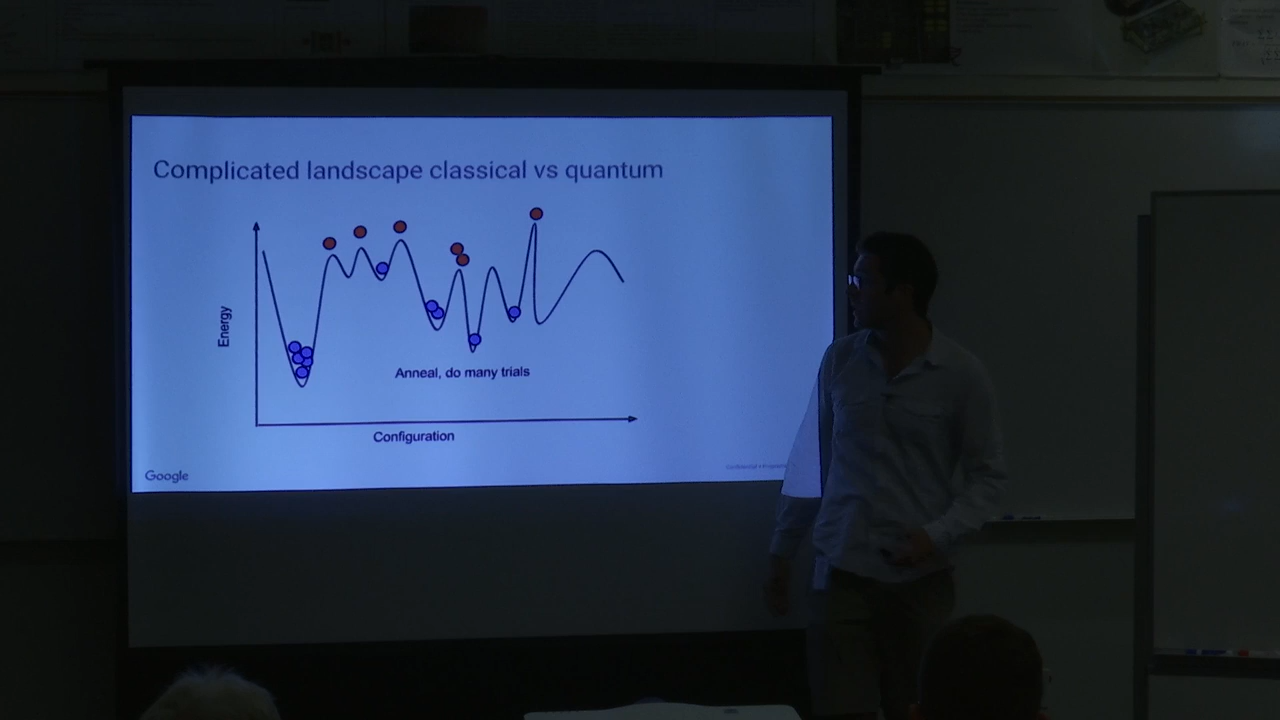 Complicated landscape classical vs quantum
Energy
Anneal, do many trials
Configuration
Google